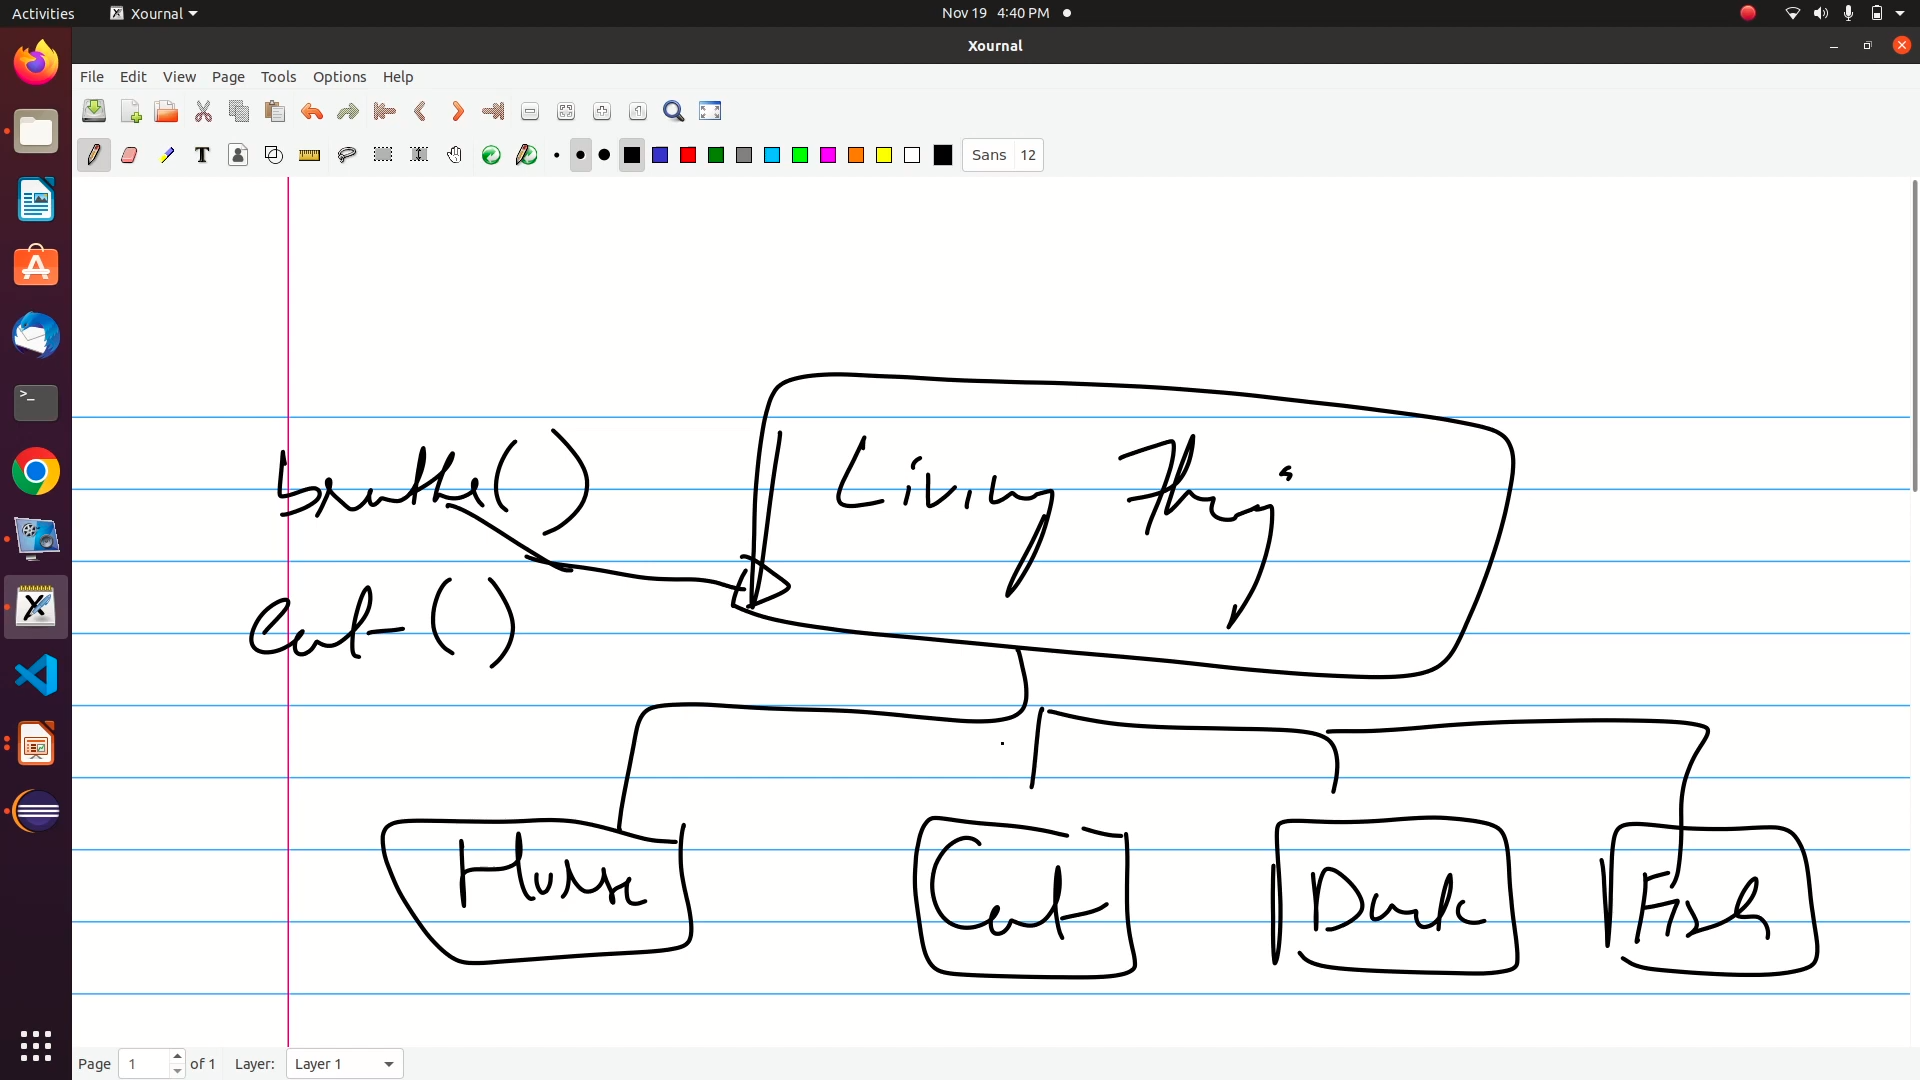 Activities Xournal Nov 19 4:40 PM
Xournal
File Edit View Page Tools Options Help
T Sans 12
breathe() Living Things
eat()
Horse Cat Duck Fish
Page 1 of 1 Layer: Layer 1